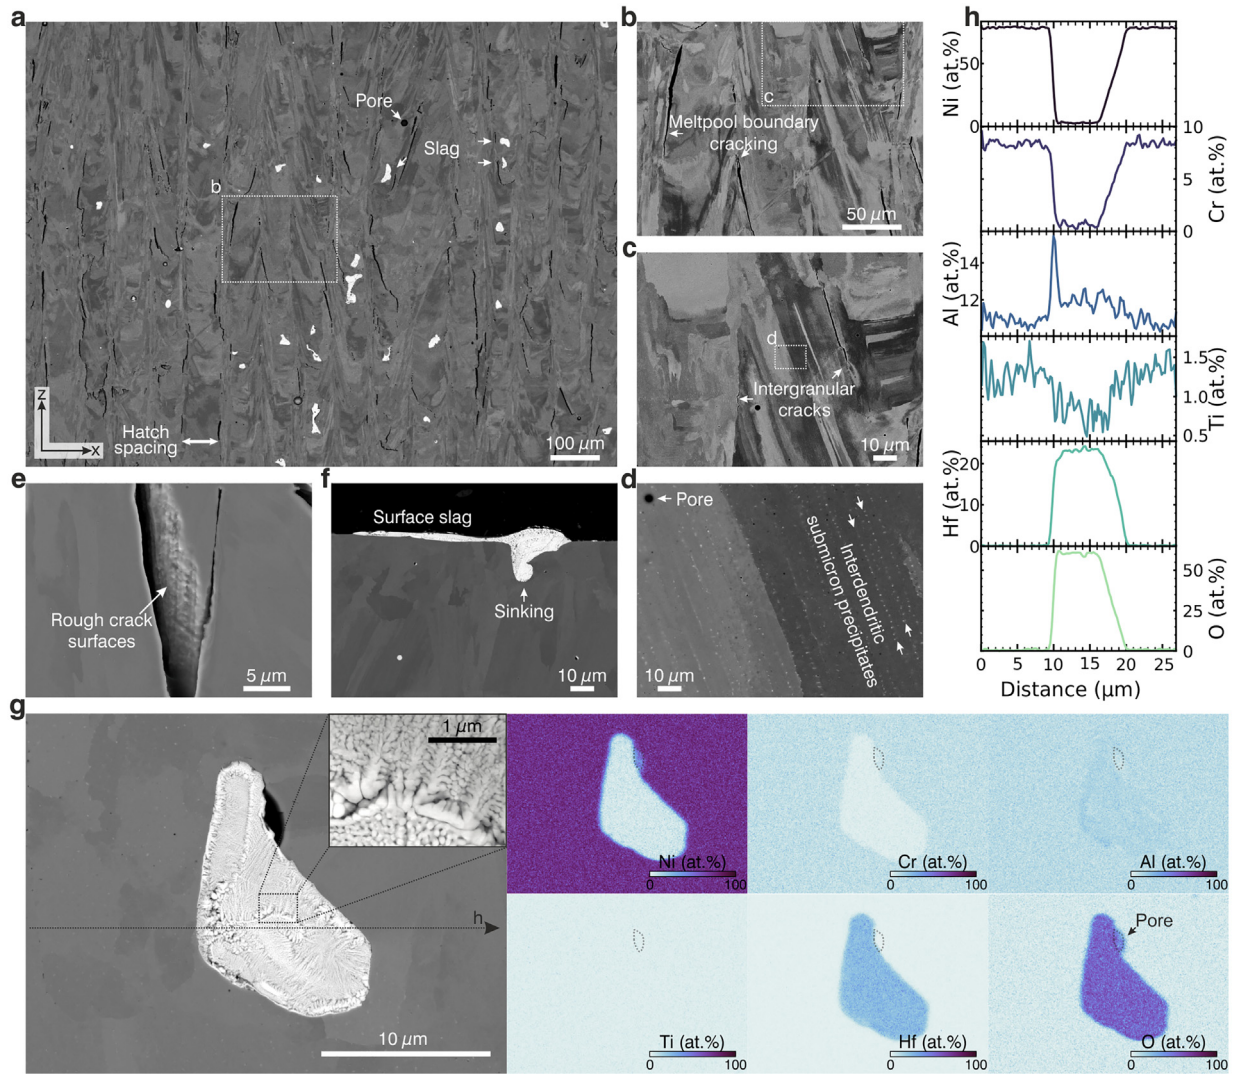 a
Pore
Slag
b
Hatch
spacing
100 µm
Z
X
b
c
Meltpool boundary
cracking
50 µm
c
d
Intergranular
cracks
10 µm
h
Ni (at.%)
50
0
Cr (at.%)
10
5
0
Al (at.%)
14
12
Ti (at.%)
1.5
1.0
0.5
Hf (at.%)
20
10
0
O (at.%)
50
25
0
0 5 10 15 20 25
Distance (µm)
e
Rough crack
surfaces
5 µm
f
Surface slag
Sinking
10 µm
d
Pore
Interdendritic
submicron precipitates
10 µm
g
1 µm
h
10 µm
Ni (at.%)
0 100
Cr (at.%)
0 100
Al (at.%)
0 100
Ti (at.%)
0 100
Hf (at.%)
0 100
Pore
O (at.%)
0 100